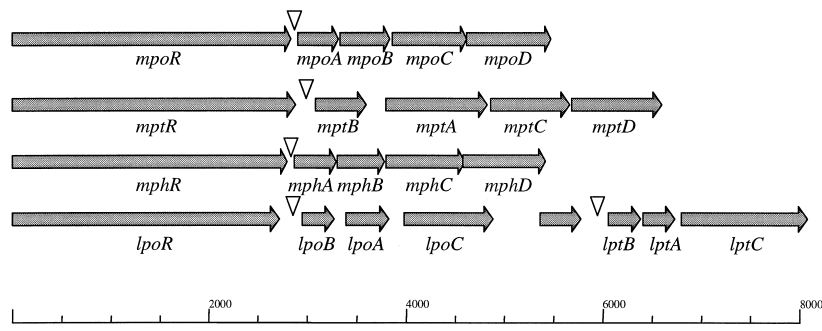 mpoR mpoA mpoB mpoC mpoD
mptR mptB mptA mptC mptD
mphR mphA mphB mphC mphD
lpoR lpoB lpoA lpoC lptB lptA lptC
2000 4000 6000 8000